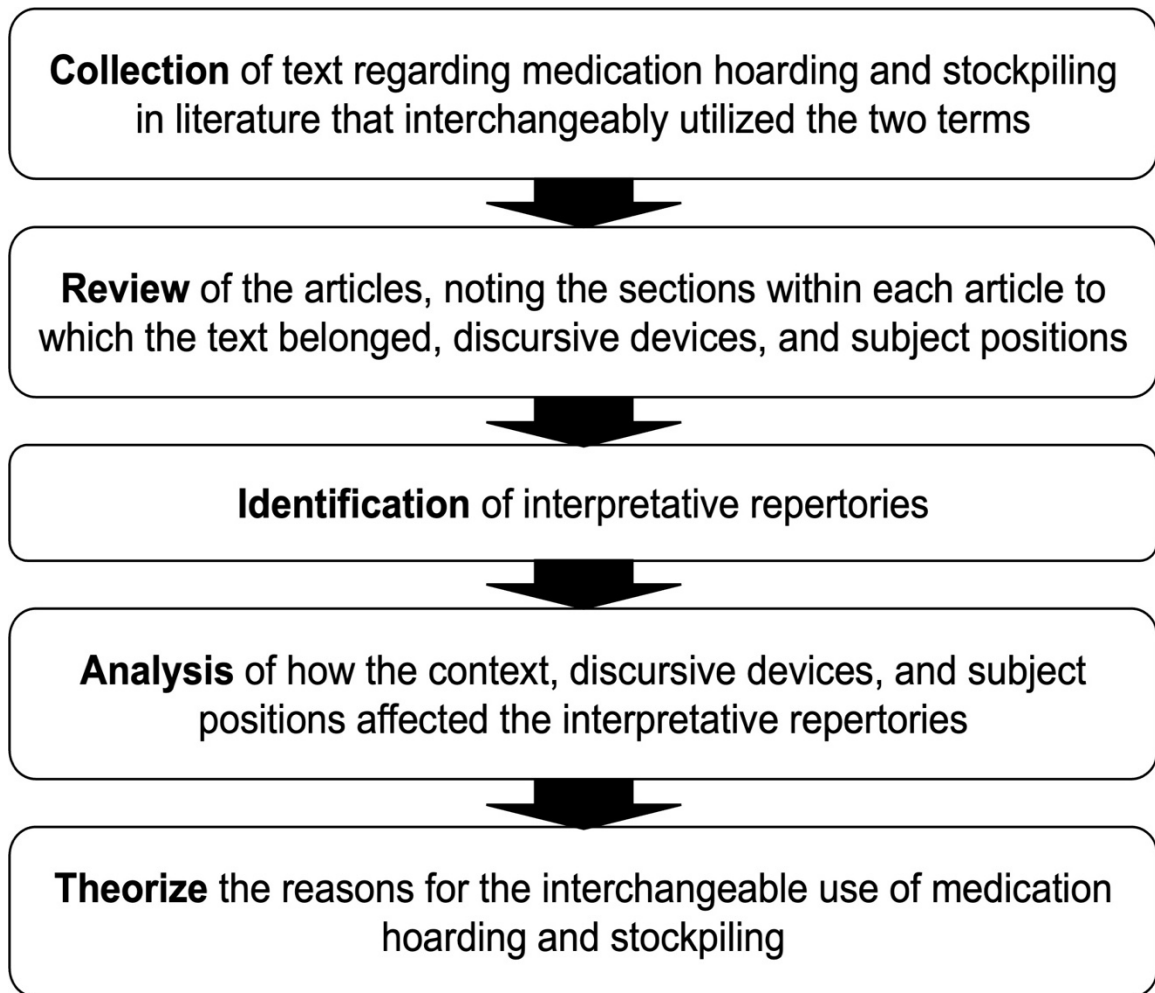 Collection of text regarding medication hoarding and stockpiling
in literature that interchangeably utilized the two terms
Review of the articles, noting the sections within each article to
which the text belonged, discursive devices, and subject positions
Identification of interpretative repertories
Analysis of how the context, discursive devices, and subject
positions affected the interpretative repertories
Theorize the reasons for the interchangeable use of medication
hoarding and stockpiling